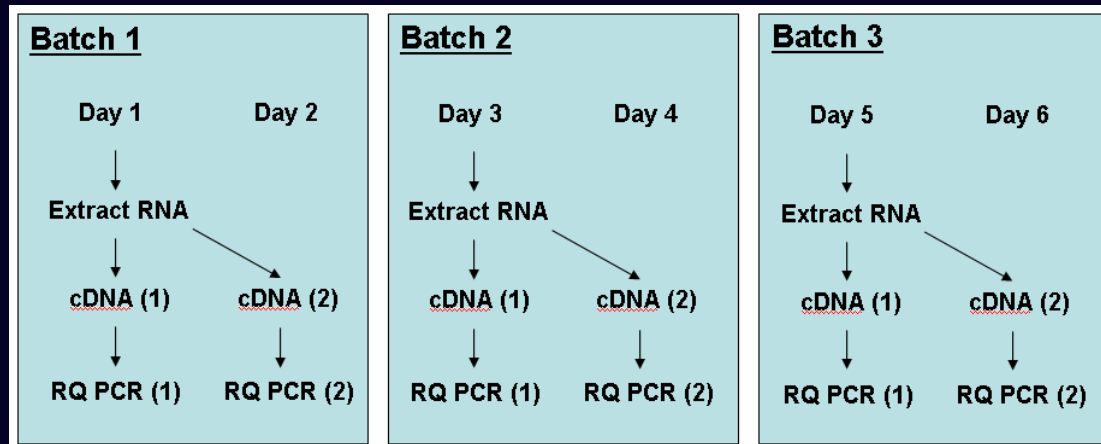 Batch 1
Day 1 Day 2
Extract RNA
cDNA (1) cDNA (2)
RQ PCR (1) RQ PCR (2)
Batch 2
Day 3 Day 4
Extract RNA
cDNA (1) cDNA (2)
RQ PCR (1) RQ PCR (2)
Batch 3
Day 5 Day 6
Extract RNA
cDNA (1) cDNA (2)
RQ PCR (1) RQ PCR (2)